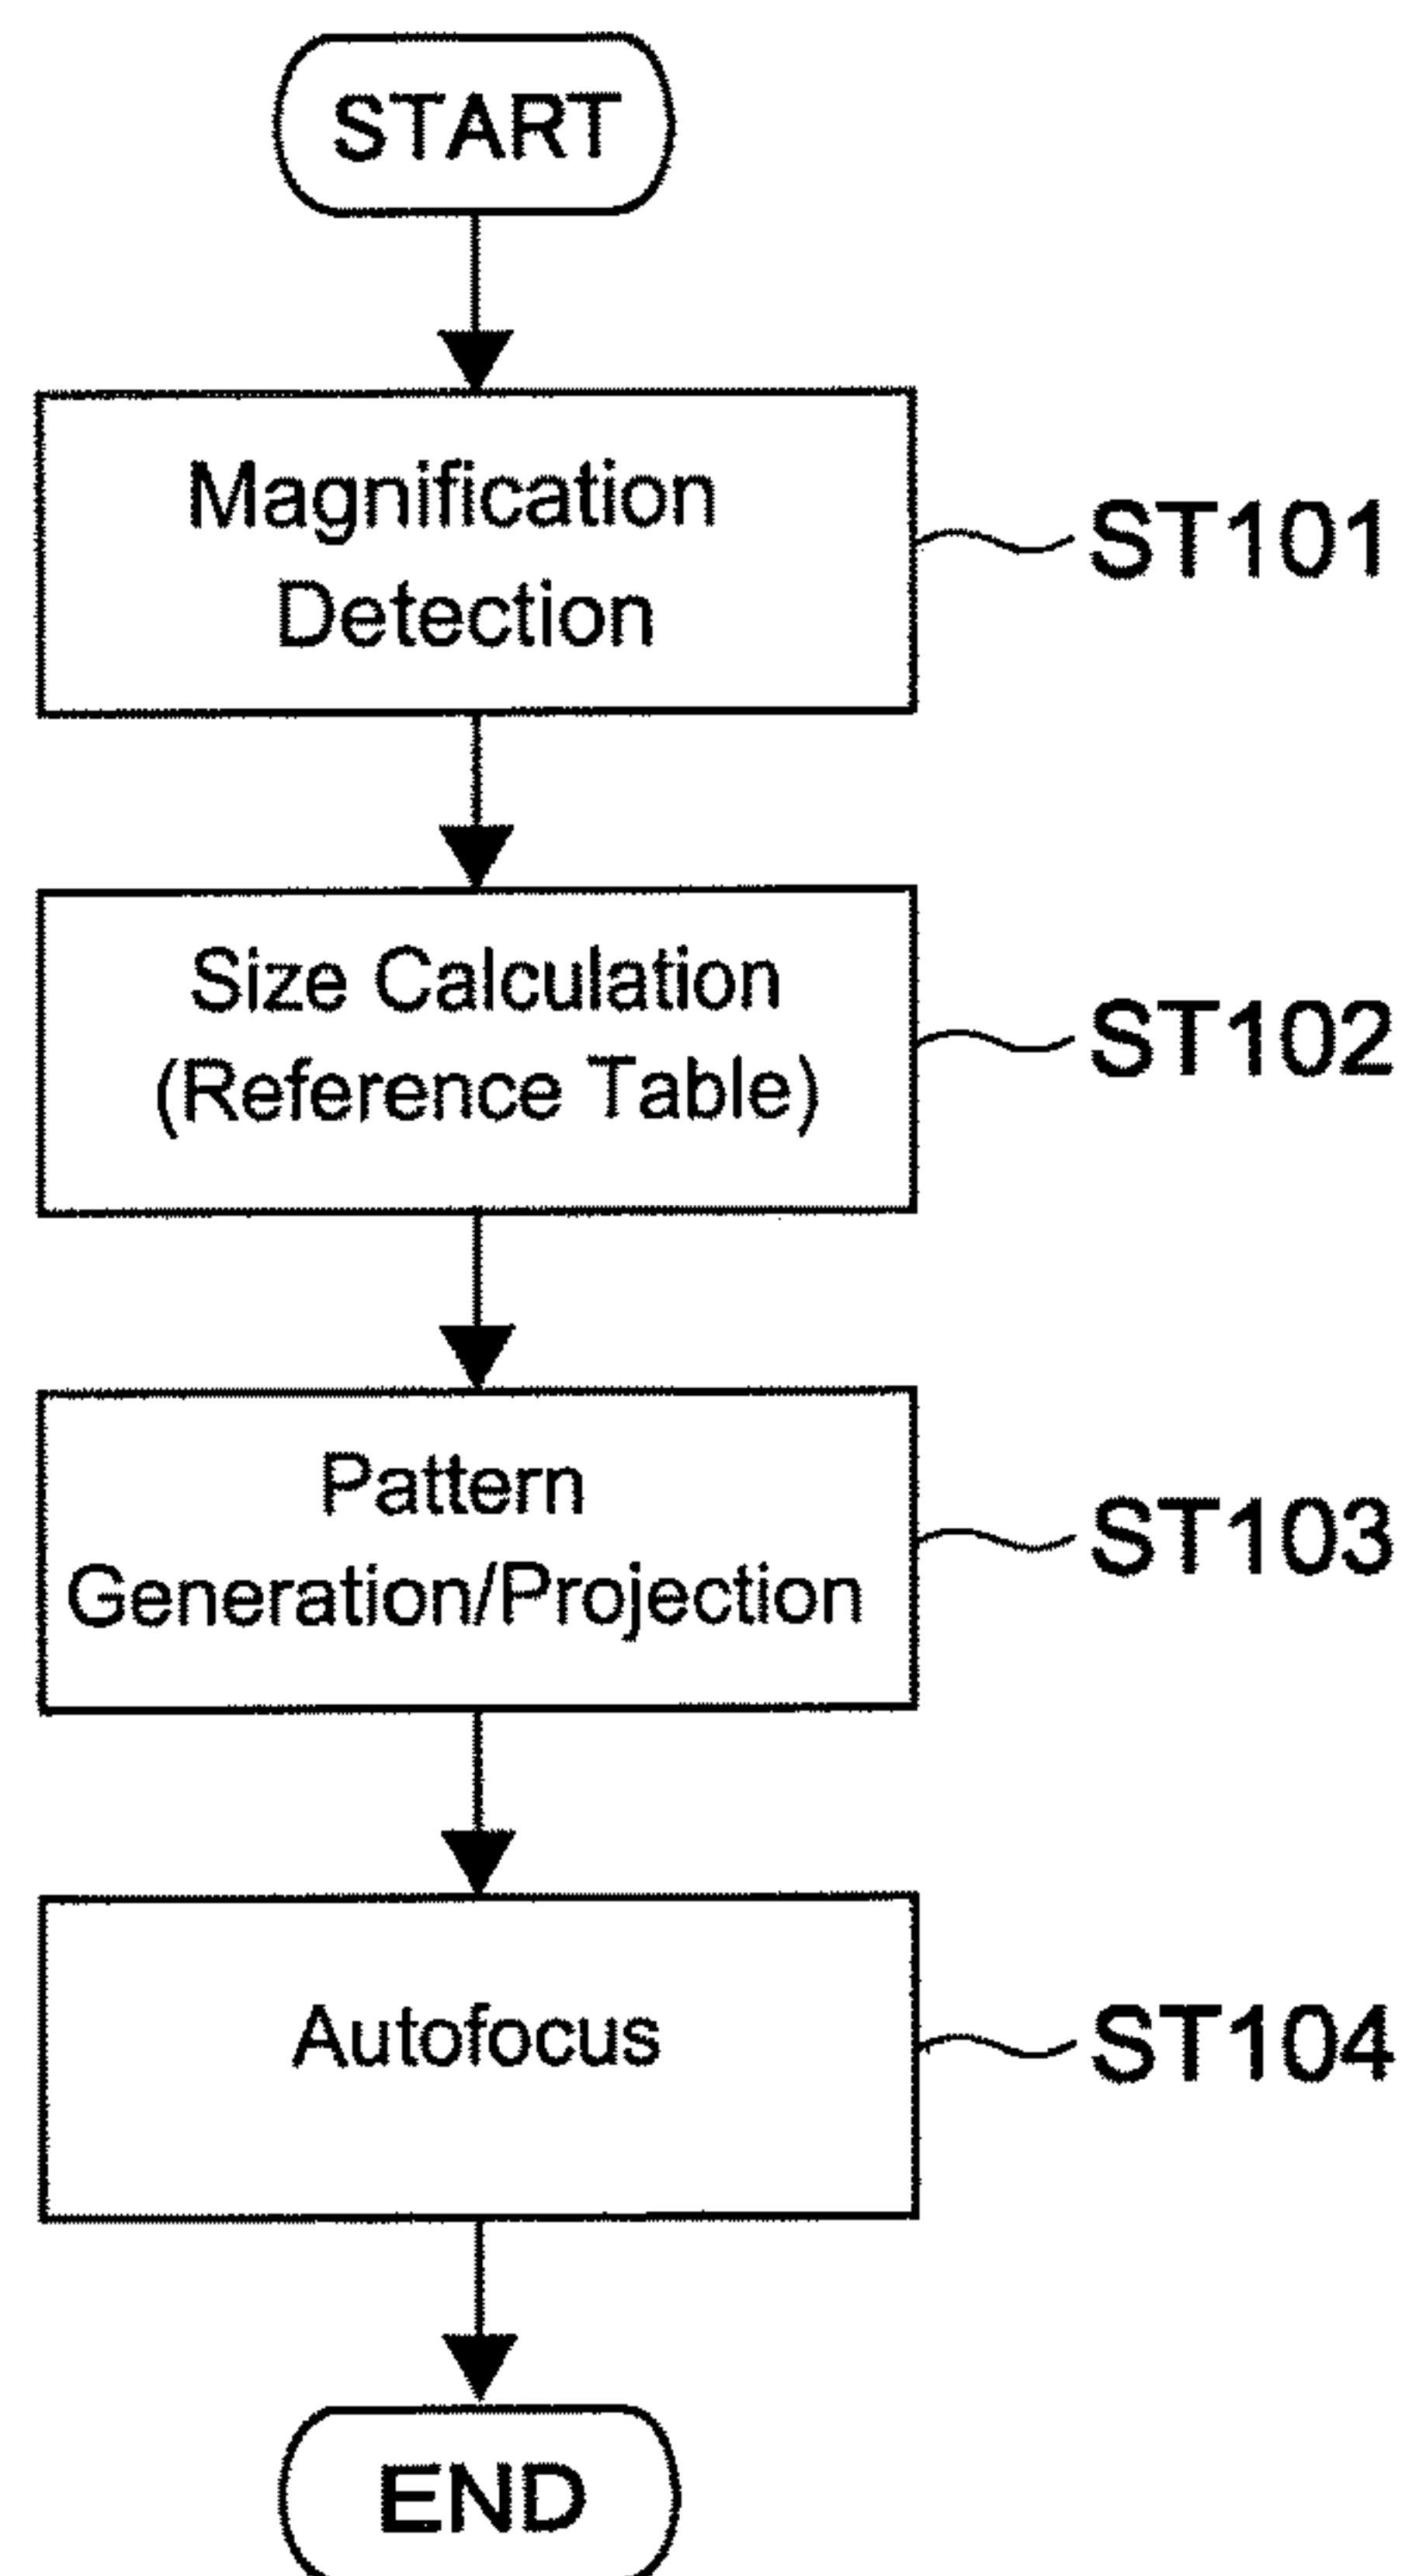 START
Magnification
Detection
ST101
Size Calculation
(Reference Table)
ST102
Pattern
Generation/Projection
ST103
Autofocus
ST104
END